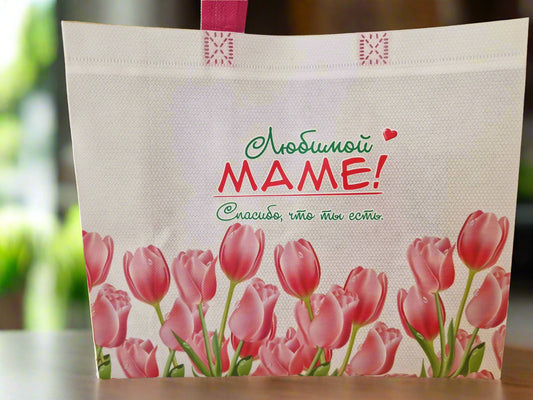 Любимой
МАМЕ!
Спасибо, что ты есть.